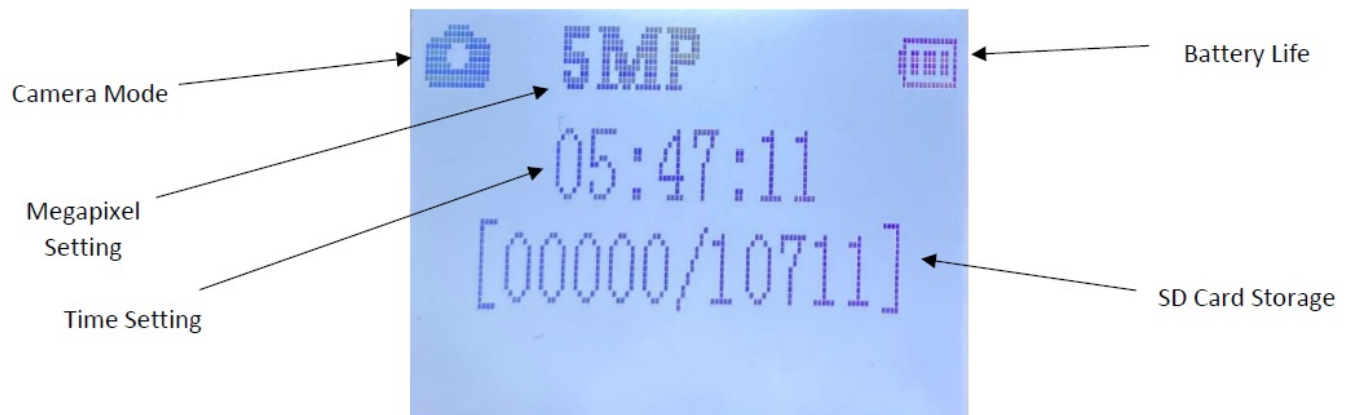 5MP
Battery Life
Camera Mode
05:47:11
Megapixel
Setting
[00000/10711]
SD Card Storage
Time Setting